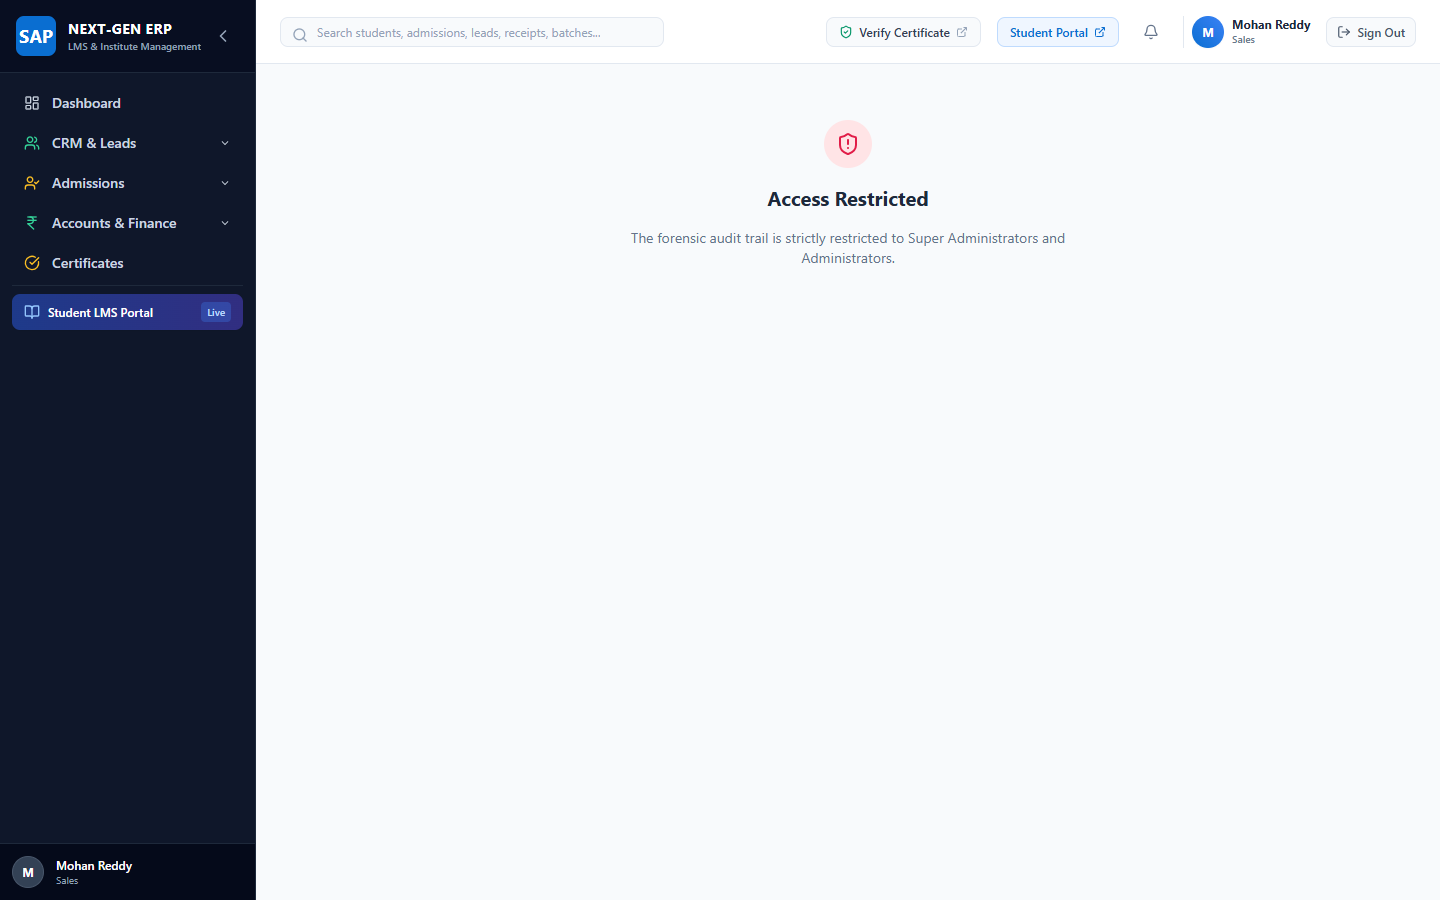 SAP
NEXT-GEN ERP
LMS & Institute Management
Search students, admissions, leads, receipts, batches...
Verify Certificate
Student Portal
M
Mohan Reddy
Sales
Sign Out
Dashboard
CRM & Leads
Admissions
Accounts & Finance
Certificates
Student LMS Portal
Live
Access Restricted
The forensic audit trail is strictly restricted to Super Administrators and
Administrators.
M
Mohan Reddy
Sales